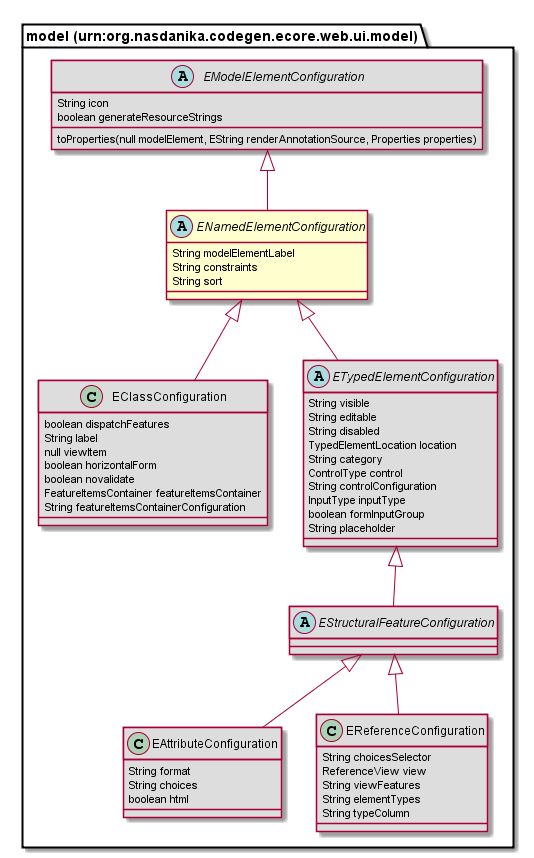 model (urn:org.nasdanika.codegen.ecore.web.ui.model)
A EModelElementConfiguration
String icon
boolean generateResourceStrings
toProperties(null modelElement, EString renderAnnotationSource, Properties properties)
A ENamedElementConfiguration
String modelElementLabel
String constraints
String sort
C EClassConfiguration
boolean dispatchFeatures
String label
null viewItem
boolean horizontalForm
boolean novalidate
FeatureItemsContainer featureItemsContainer
String featureItemsContainerConfiguration
A ETypedElementConfiguration
String visible
String editable
String disabled
TypedElementLocation location
String category
ControlType control
String controlConfiguration
InputType inputType
boolean formInputGroup
String placeholder
A EStructuralFeatureConfiguration
C EAttributeConfiguration
String format
String choices
boolean html
C EReferenceConfiguration
String choicesSelector
ReferenceView view
String viewFeatures
String elementTypes
String typeColumn